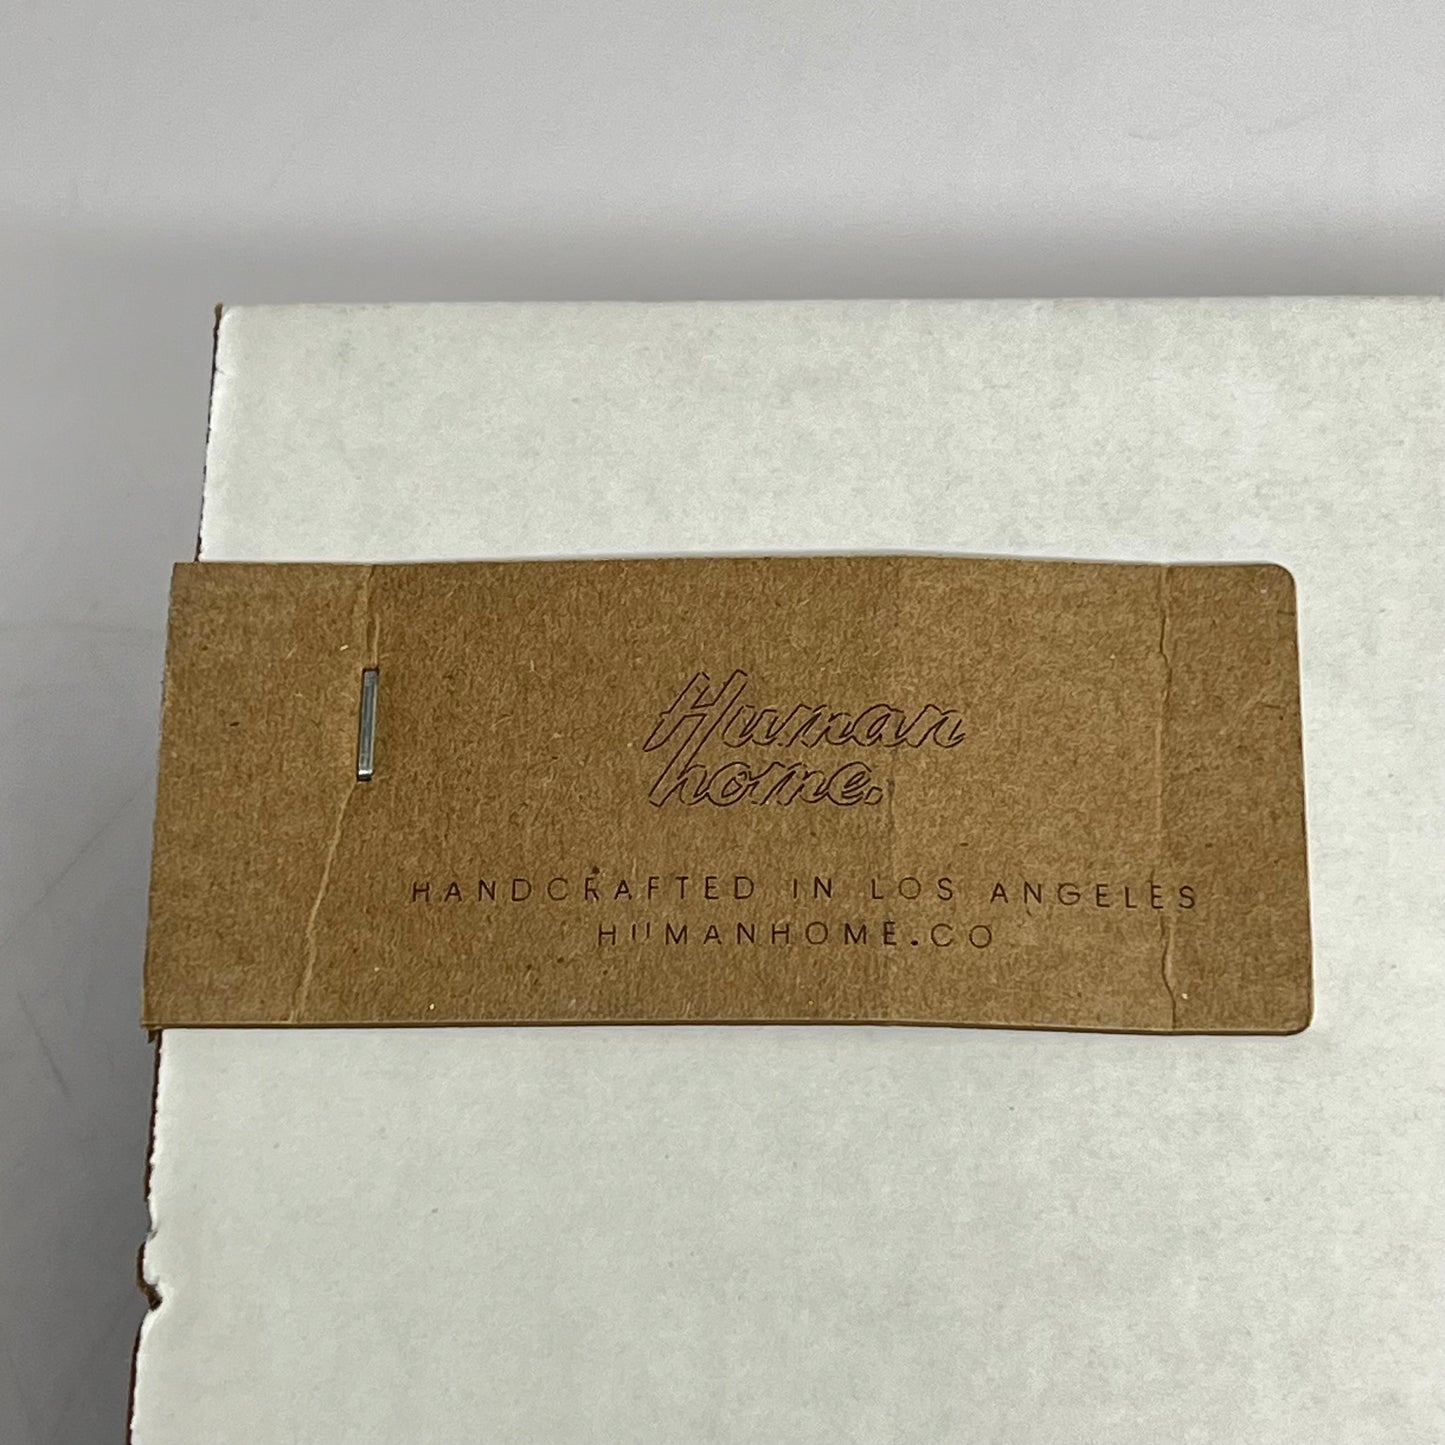 Human
home.
HANDCRAFTED IN LOS ANGELES
HUMANHOME.CO